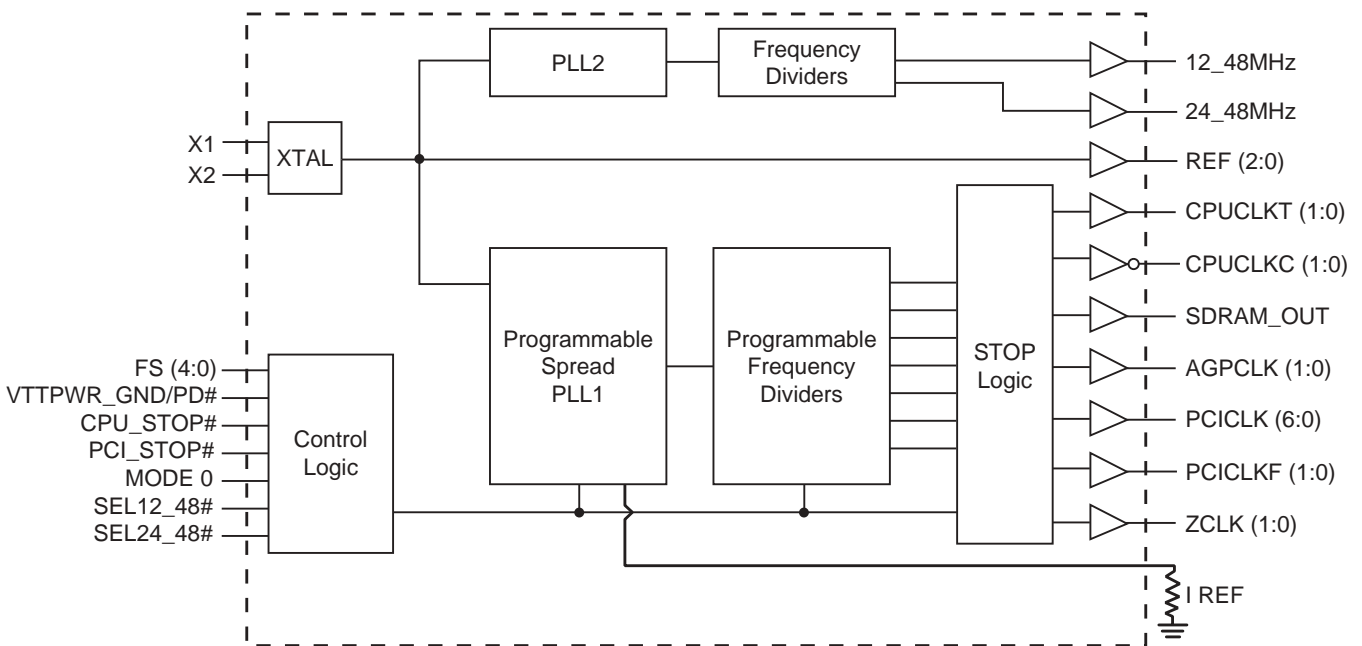 PLL2
Frequency
Dividers
12_48MHz
24_48MHz
X1
X2
XTAL
REF (2:0)
CPUCLKT (1:0)
CPUCLKC (1:0)
SDRAM_OUT
AGPCLK (1:0)
PCICLK (6:0)
PCICLKF (1:0)
ZCLK (1:0)
Programmable
Spread
PLL1
Programmable
Frequency
Dividers
STOP
Logic
FS (4:0)
VTTPWR_GND/PD#
CPU_STOP#
PCI_STOP#
MODE 0
SEL12_48#
SEL24_48#
Control
Logic
I REF